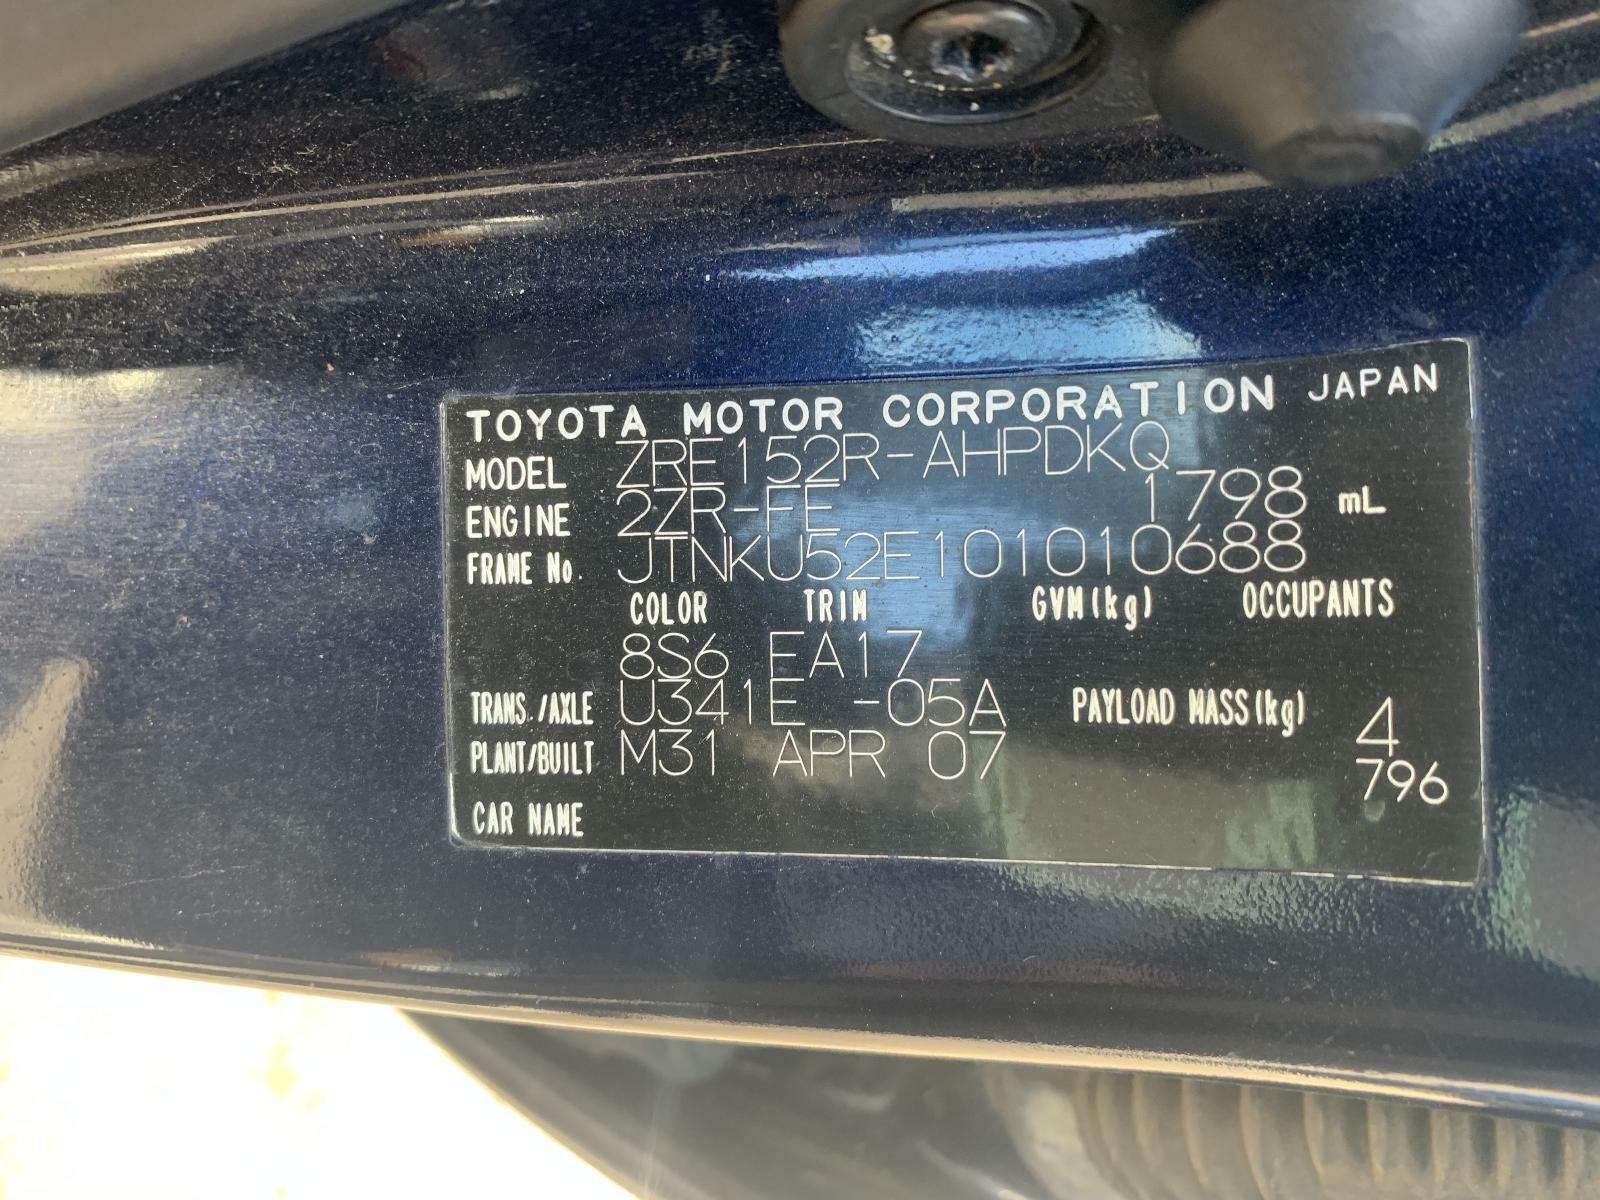 TOYOTA MOTOR CORPORATION JAPAN
MODEL ZRE152R-AHPDKQ
ENGINE 2ZR-FE 1798 mL
FRAME No. JTNKU52E101010688
COLOR TRIM GVM(kg) OCCUPANTS
8S6 EA17
TRANS./AXLE U341E -05A PAYLOAD MASS(kg) 4
PLANT/BUILT M31 APR 07 796
CAR NAME